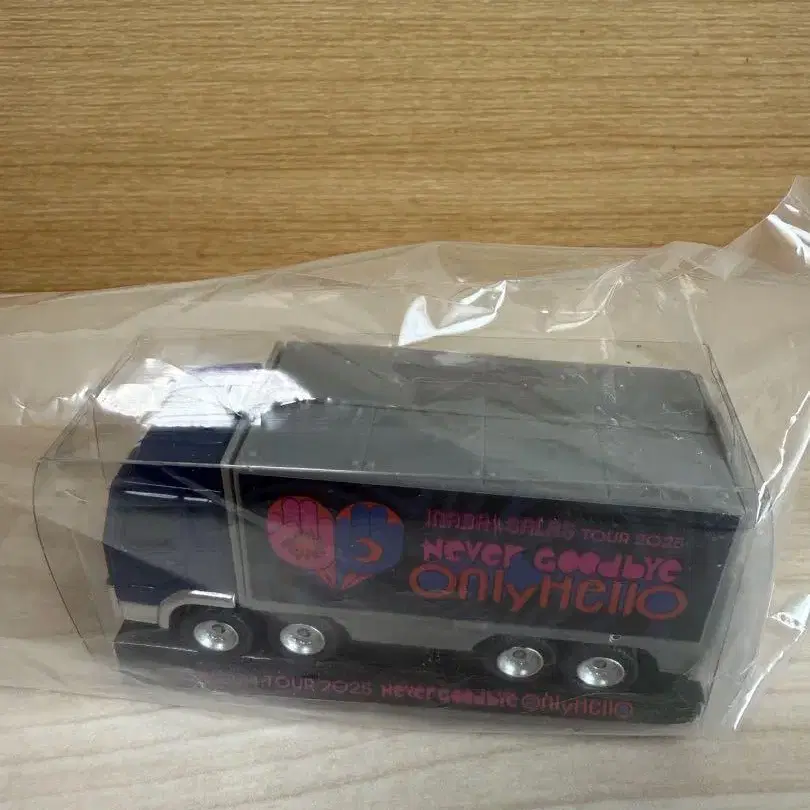 INABA / SALAS TOUR 2025
Never Goodbye
OnlyHellO
TOUR 2025 Never Goodbye OnlyHellO